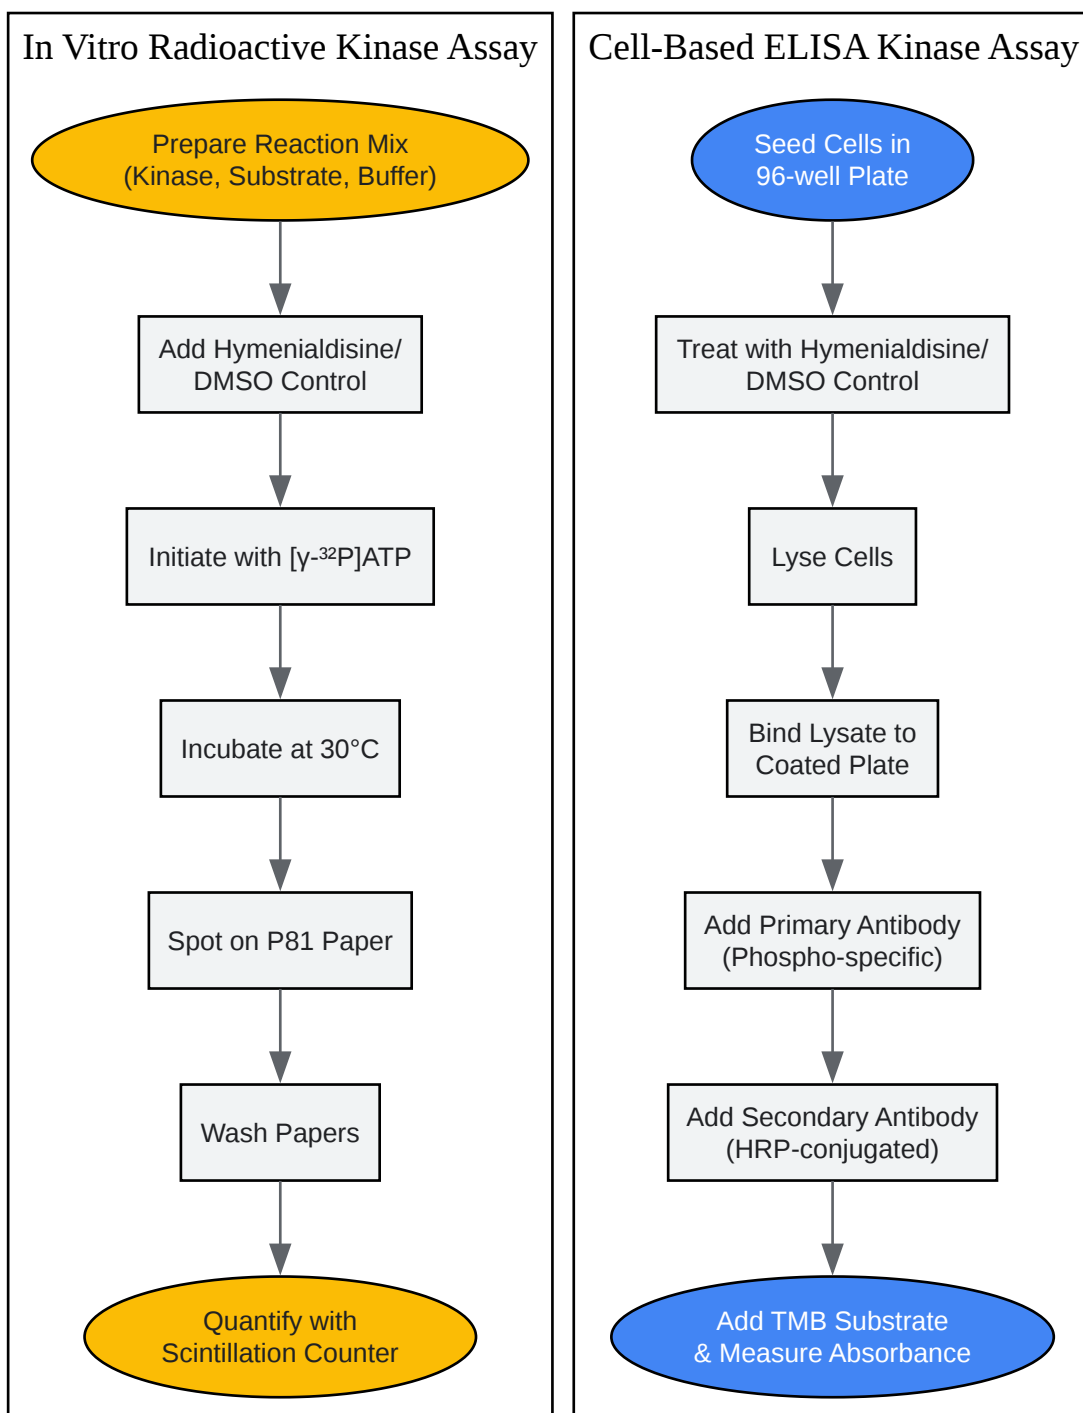 In Vitro Radioactive Kinase Assay
Prepare Reaction Mix
(Kinase, Substrate, Buffer)
Add Hymenialdisine/
DMSO Control
Initiate with [γ-³²P]ATP
Incubate at 30°C
Spot on P81 Paper
Wash Papers
Quantify with
Scintillation Counter
Cell-Based ELISA Kinase Assay
Seed Cells in
96-well Plate
Treat with Hymenialdisine/
DMSO Control
Lyse Cells
Bind Lysate to
Coated Plate
Add Primary Antibody
(Phospho-specific)
Add Secondary Antibody
(HRP-conjugated)
Add TMB Substrate
& Measure Absorbance